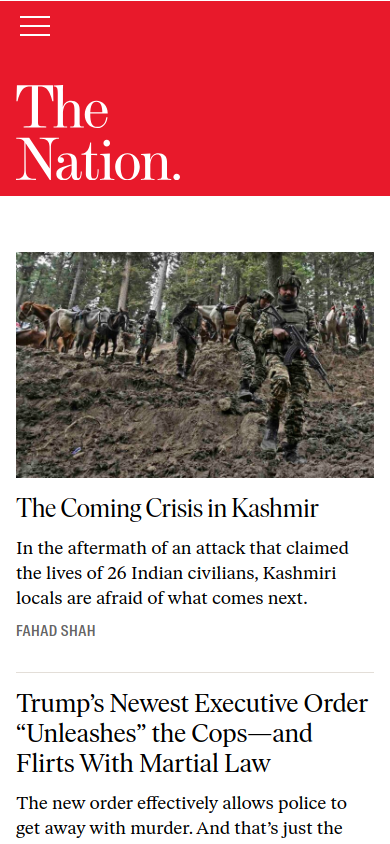 The
Nation.
The Coming Crisis in Kashmir
In the aftermath of an attack that claimed
the lives of 26 Indian civilians, Kashmiri
locals are afraid of what comes next.
FAHAD SHAH
Trump’s Newest Executive Order
“Unleashes” the Cops—and
Flirts With Martial Law
The new order effectively allows police to
get away with murder. And that’s just the